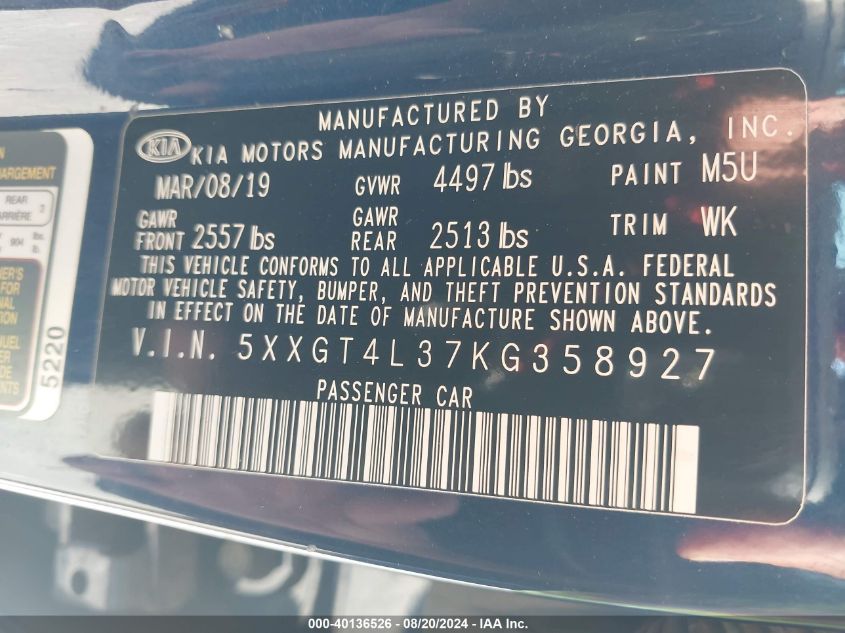 MANUFACTURED BY
KIA KIA MOTORS MANUFACTURING GEORGIA, INC.
MAR/08/19 GVWR 4497 lbs PAINT M5U
GAWR FRONT 2557 lbs GAWR REAR 2513 lbs TRIM WK
THIS VEHICLE CONFORMS TO ALL APPLICABLE U.S.A. FEDERAL
MOTOR VEHICLE SAFETY, BUMPER, AND THEFT PREVENTION STANDARDS
IN EFFECT ON THE DATE OF MANUFACTURE SHOWN ABOVE.
V.I.N. 5XXGT4L37KG358927
PASSENGER CAR
REAR
5220
000-40136526 - 08/20/2024 - IAA Inc.